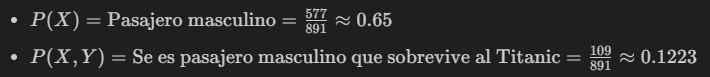 • P(X) = Pasajero masculino = 577/891 ≈ 0.65
• P(X, Y) = Se es pasajero masculino que sobrevive al Titanic = 109/891 ≈ 0.1223